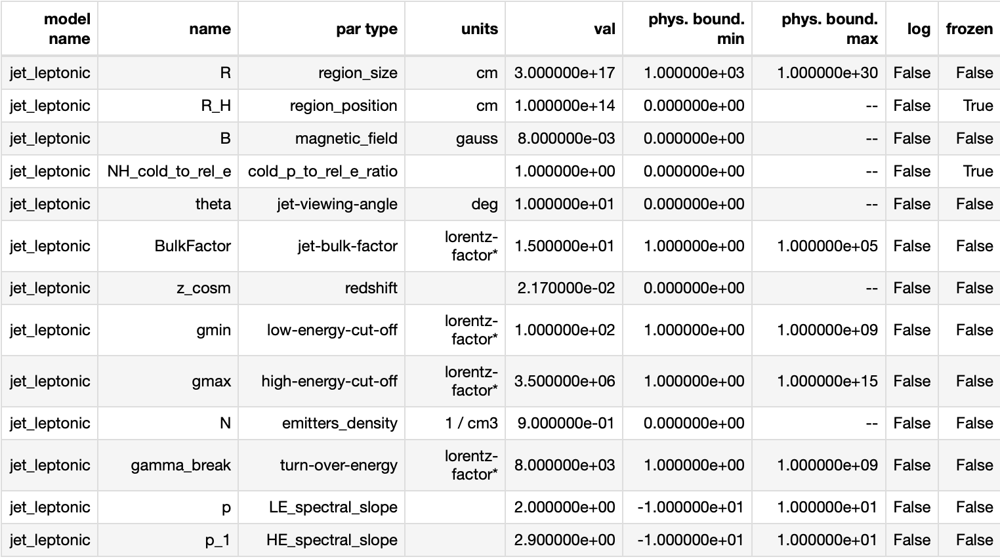 model name name par type units val phys. bound. min phys. bound. max log frozen
jet_leptonic R region_size cm 3.000000e+17 1.000000e+03 1.000000e+30 False False
jet_leptonic R_H region_position cm 1.000000e+14 0.000000e+00 -- False True
jet_leptonic B magnetic_field gauss 8.000000e-03 0.000000e+00 -- False False
jet_leptonic NH_cold_to_rel_e cold_p_to_rel_e_ratio 1.000000e+00 0.000000e+00 -- False True
jet_leptonic theta jet-viewing-angle deg 1.000000e+01 0.000000e+00 -- False False
jet_leptonic BulkFactor jet-bulk-factor lorentz-factor* 1.500000e+01 1.000000e+00 1.000000e+05 False False
jet_leptonic z_cosm redshift 2.170000e-02 0.000000e+00 -- False False
jet_leptonic gmin low-energy-cut-off lorentz-factor* 1.000000e+02 1.000000e+00 1.000000e+09 False False
jet_leptonic gmax high-energy-cut-off lorentz-factor* 3.500000e+06 1.000000e+00 1.000000e+15 False False
jet_leptonic N emitters_density 1 / cm3 9.000000e-01 0.000000e+00 -- False False
jet_leptonic gamma_break turn-over-energy lorentz-factor* 8.000000e+03 1.000000e+00 1.000000e+09 False False
jet_leptonic p LE_spectral_slope 2.000000e+00 -1.000000e+01 1.000000e+01 False False
jet_leptonic p_1 HE_spectral_slope 2.900000e+00 -1.000000e+01 1.000000e+01 False False